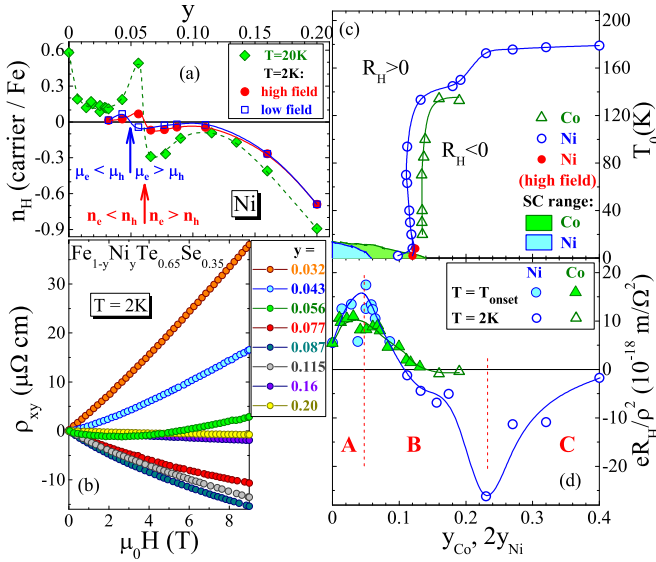 y
0.00 0.05 0.10 0.15 0.20
n_H (carrier / Fe)
0.6
0.3
0.0
-0.3
-0.6
-0.9
(a)
T=20K
T=2K:
high field
low field
μ_e < μ_h
μ_e > μ_h
n_e < n_h
n_e > n_h
Ni
Fe_{1-y}Ni_yTe_{0.65}Se_{0.35}
T = 2K
y =
0.032
0.043
0.056
0.077
0.087
0.115
0.16
0.20
ρ_xy (μΩ cm)
30
20
10
0
-10
(b)
0 2 4 6 8
μ_0H (T)
(c)
R_H>0
R_H<0
Co
Ni
Ni
(high field)
SC range:
Co
Ni
180
160
140
120
100
80
60
40
20
0
T_0(K)
Ni Co
T = T_onset
T = 2K
20
10
0
-10
-20
eR_H/ρ^2 (10^{-18} m/Ω^2)
A
B
C
(d)
0.0 0.1 0.2 0.3 0.4
y_Co, 2y_Ni